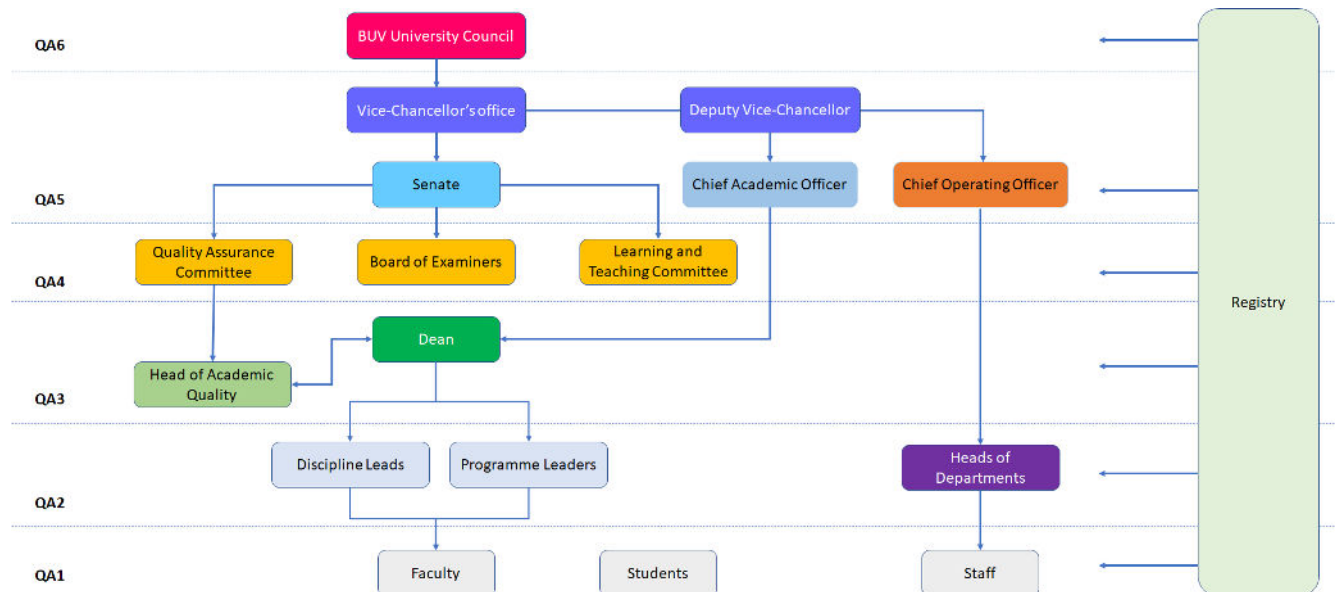 QA6
BUV University Council
Vice-Chancellor's office
Deputy Vice-Chancellor
QA5
Senate
Chief Academic Officer
Chief Operating Officer
QA4
Quality Assurance
Committee
Board of Examiners
Learning and
Teaching Committee
Registry
Dean
QA3
Head of Academic
Quality
Discipline Leads
Programme Leaders
Heads of
Departments
QA2
QA1
Faculty
Students
Staff